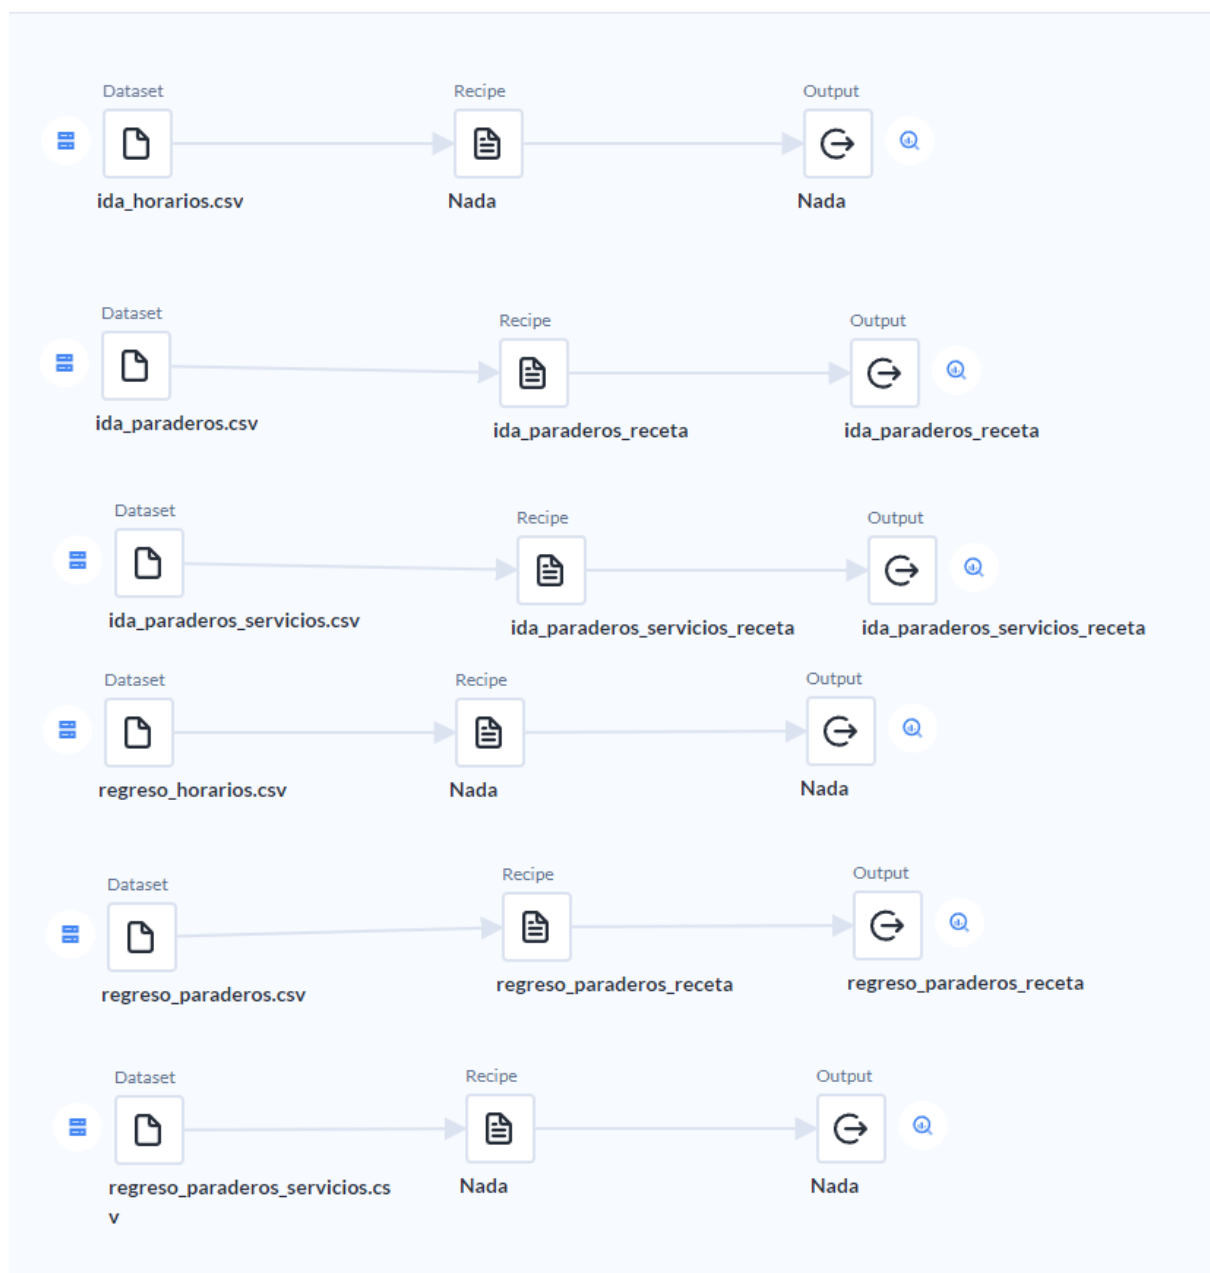 Dataset
Recipe
Output
ida_horarios.csv
Nada
Nada
Dataset
Recipe
Output
ida_paraderos.csv
ida_paraderos_receta
ida_paraderos_receta
Dataset
Recipe
Output
ida_paraderos_servicios.csv
ida_paraderos_servicios_receta
ida_paraderos_servicios_receta
Dataset
Recipe
Output
regreso_horarios.csv
Nada
Nada
Dataset
Recipe
Output
regreso_paraderos.csv
regreso_paraderos_receta
regreso_paraderos_receta
Dataset
Recipe
Output
regreso_paraderos_servicios.cs
v
Nada
Nada